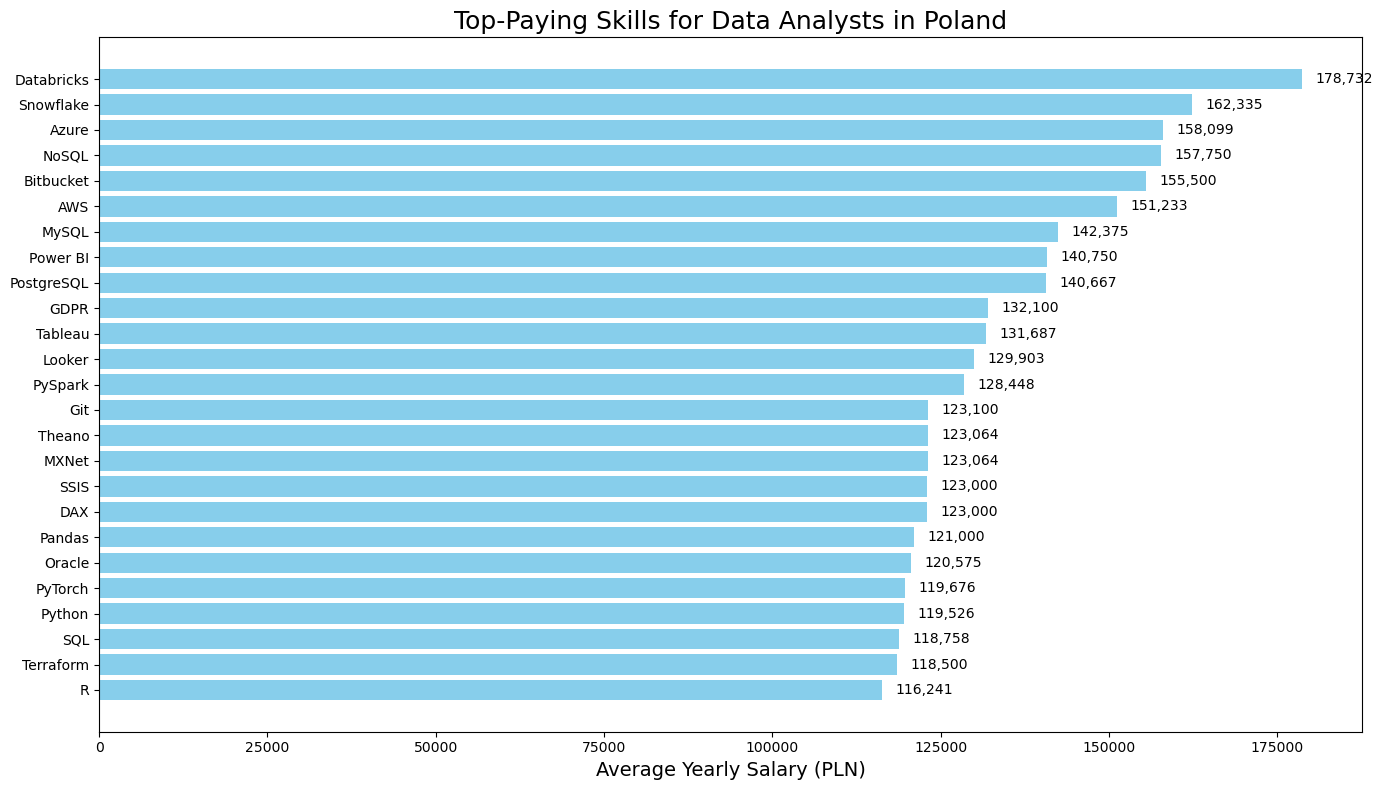 Top-Paying Skills for Data Analysts in Poland
Databricks 178,732
Snowflake 162,335
Azure 158,099
NoSQL 157,750
Bitbucket 155,500
AWS 151,233
MySQL 142,375
Power BI 140,750
PostgreSQL 140,667
GDPR 132,100
Tableau 131,687
Looker 129,903
PySpark 128,448
Git 123,100
Theano 123,064
MXNet 123,064
SSIS 123,000
DAX 123,000
Pandas 121,000
Oracle 120,575
PyTorch 119,676
Python 119,526
SQL 118,758
Terraform 118,500
R 116,241
0 25000 50000 75000 100000 125000 150000 175000
Average Yearly Salary (PLN)